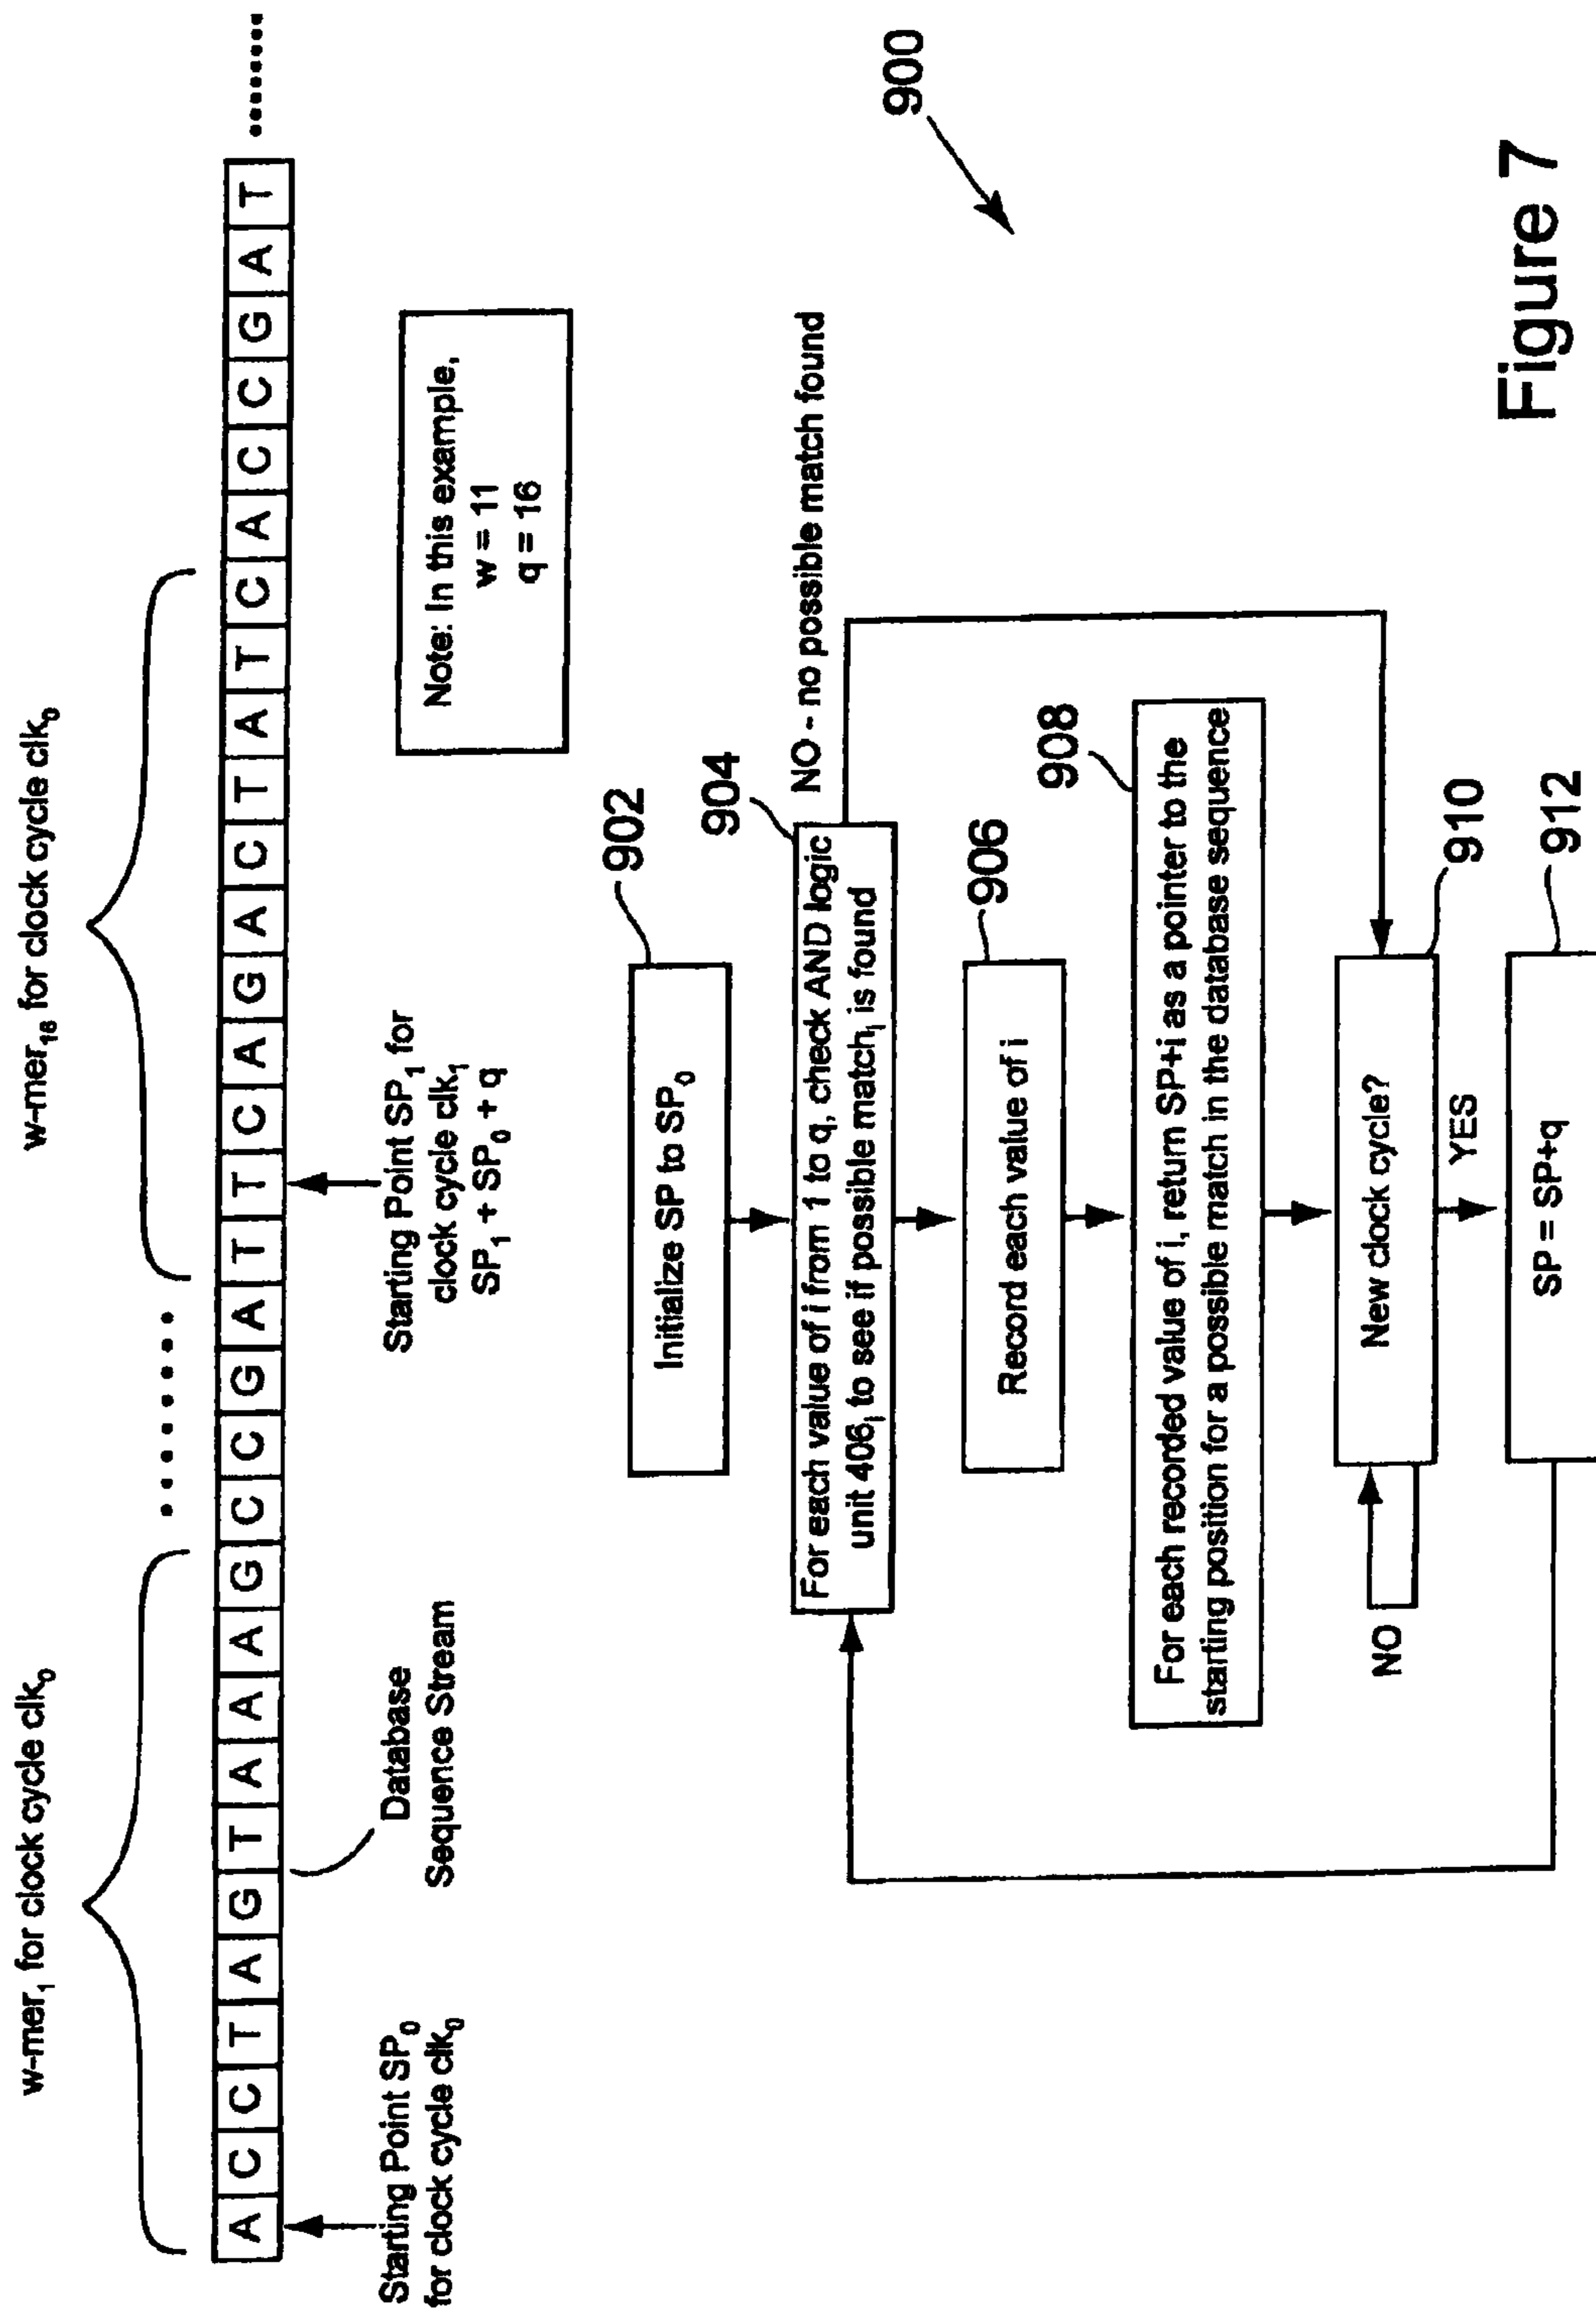 w-mer₁ for clock cycle clk₀
w-mer₁₆ for clock cycle clk₀
........
A C C T A G T A A A G C C G A T T C A G A C T A T C A C C G A T ........
Starting Point SP₀
for clock cycle clk₀
Database
Sequence Stream
Starting Point SP₁ for
clock cycle clk₁
SP₁ + SP₀ + q
Note: In this example,
w = 11
q = 16
900
902
Initialize SP to SP₀
904
For each value of i from 1 to q, check AND logic
unit 406ᵢ to see if possible matchᵢ is found
NO - no possible match found
906
Record each value of i
908
For each recorded value of i, return SP+i as a pointer to the
starting position for a possible match in the database sequence
910
New clock cycle?
NO
YES
912
SP = SP+q
Figure 7